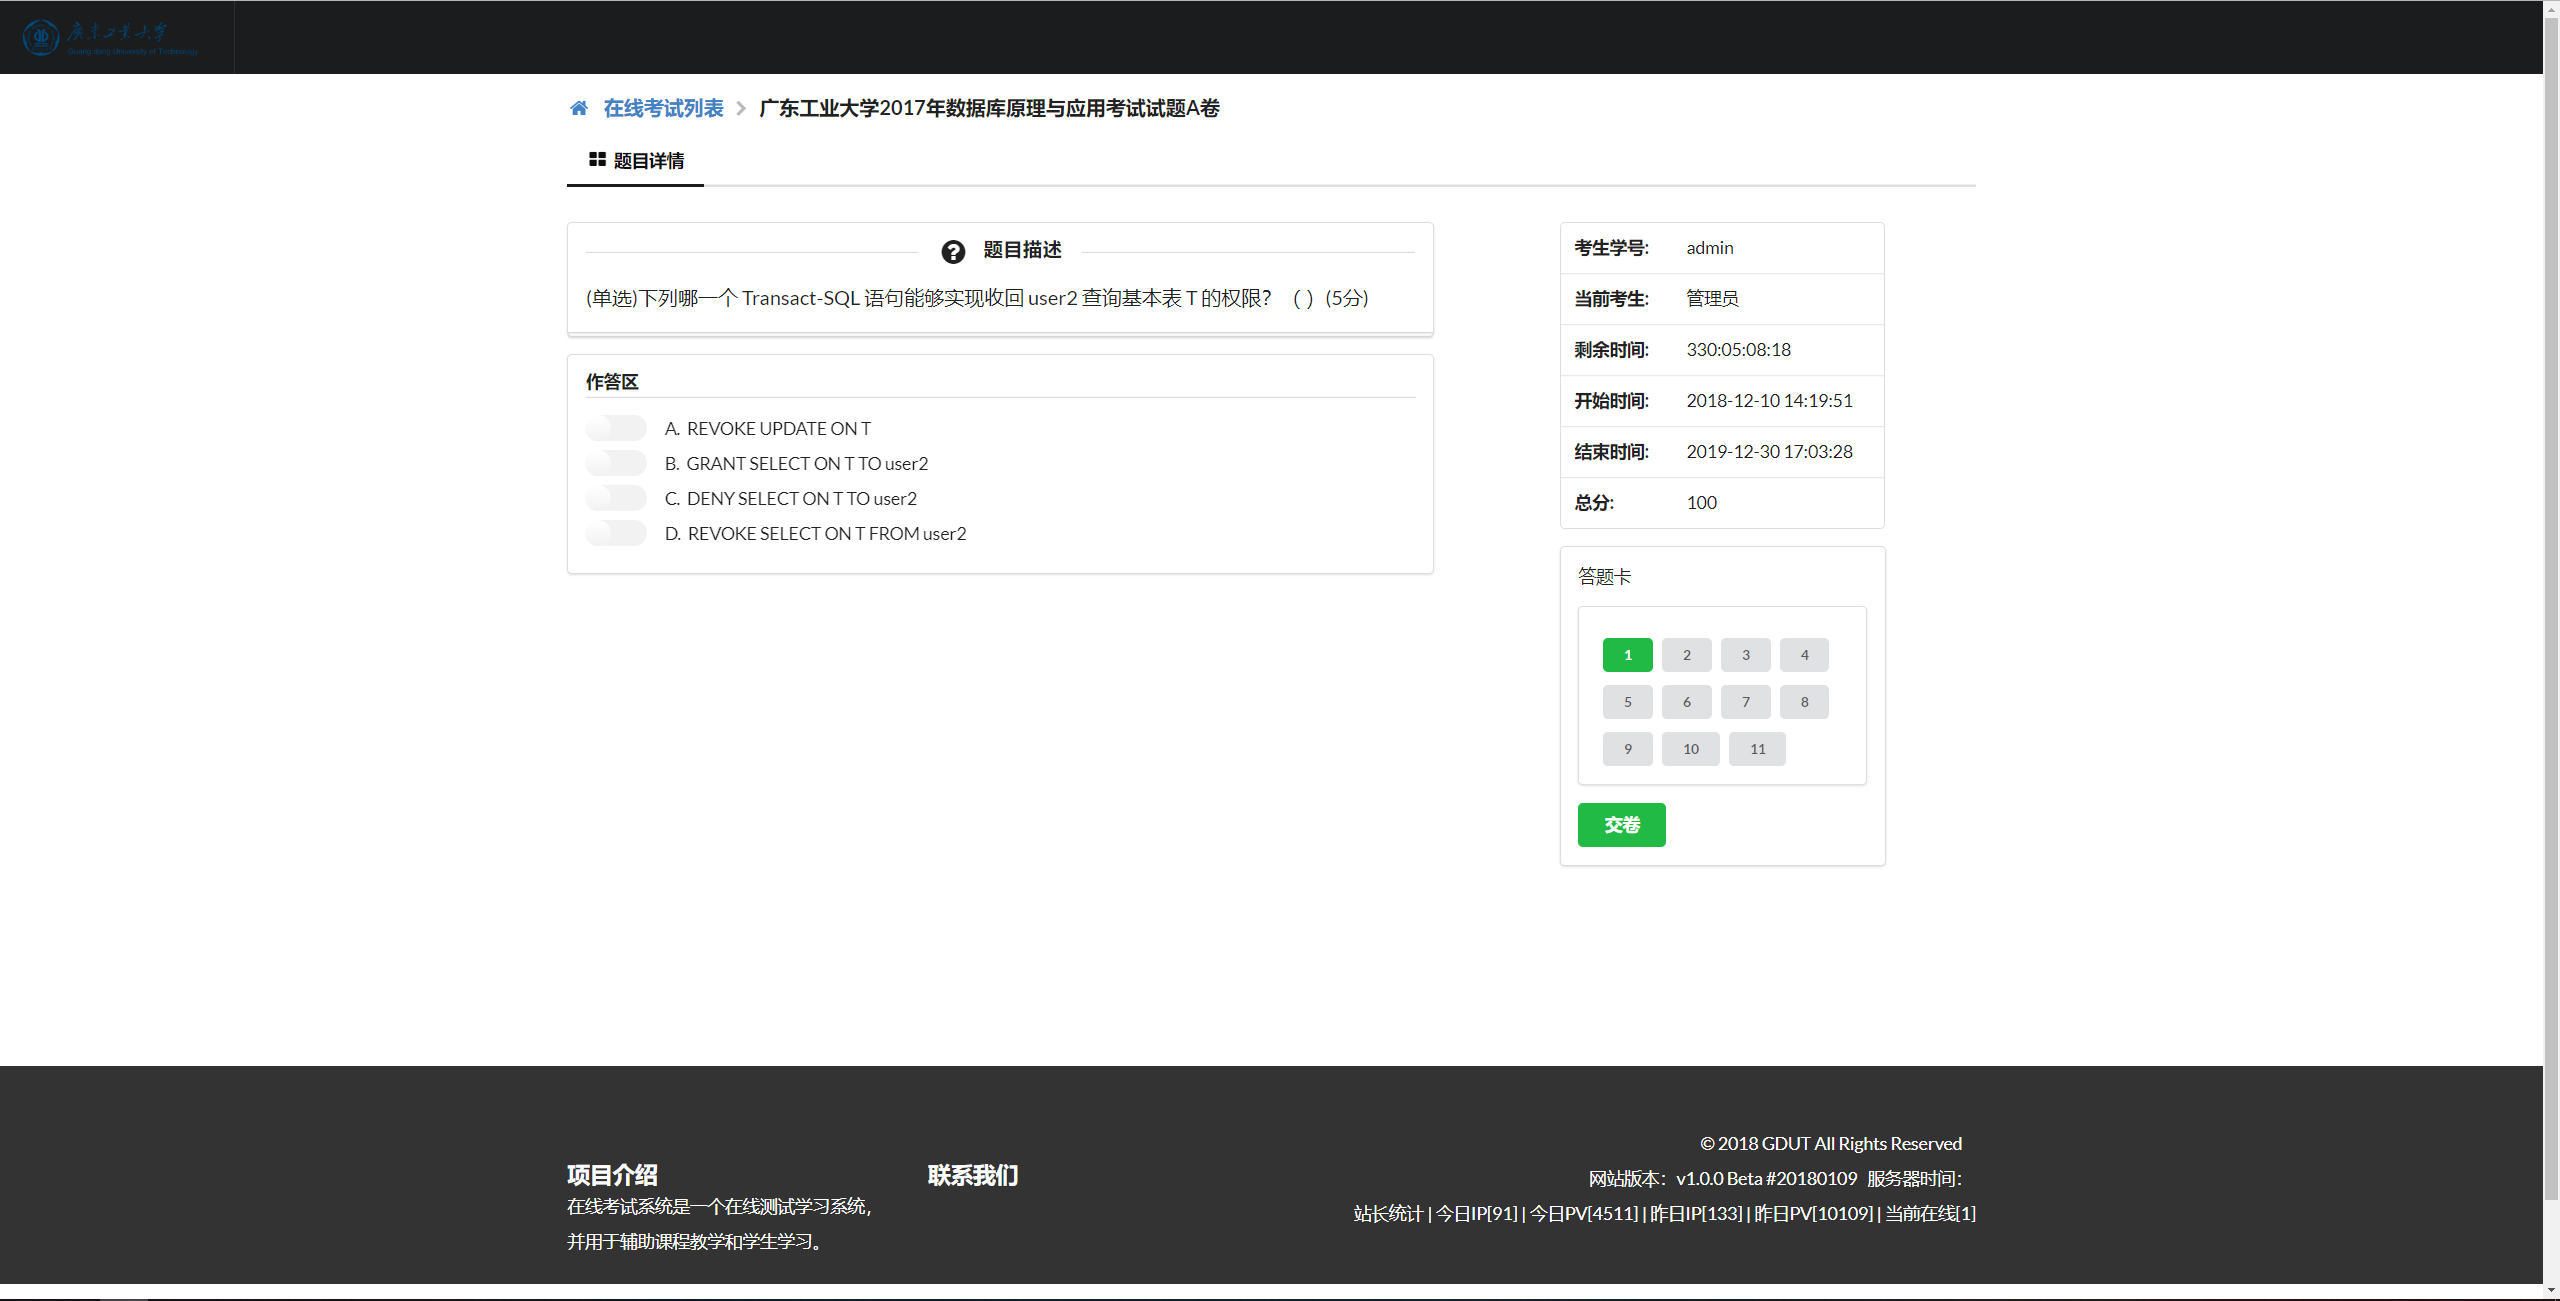 广东工业大学
Guangdong University of Technology
在线考试列表 广东工业大学2017年数据库原理与应用考试试题A卷
题目详情
题目描述
(单选)下列哪一个 Transact-SQL 语句能够实现收回 user2 查询基本表 T 的权限？ （ ）(5分)
作答区
A. REVOKE UPDATE ON T
B. GRANT SELECT ON T TO user2
C. DENY SELECT ON T TO user2
D. REVOKE SELECT ON T FROM user2
考生学号: admin
当前考生: 管理员
剩余时间: 330:05:08:18
开始时间: 2018-12-10 14:19:51
结束时间: 2019-12-30 17:03:28
总分: 100
答题卡
1 2 3 4
5 6 7 8
9 10 11
交卷
项目介绍
在线考试系统是一个在线测试学习系统，
并用于辅助课程教学和学生学习。
联系我们
© 2018 GDUT All Rights Reserved
网站版本：v1.0.0 Beta #20180109 服务器时间：
站长统计 | 今日IP[91] | 今日PV[4511] | 昨日IP[133] | 昨日PV[10109] | 当前在线[1]